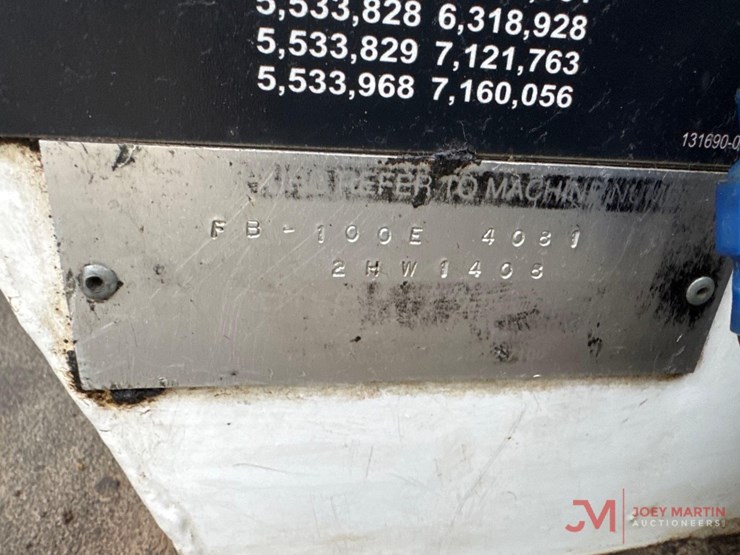 5,533,828 6,318,928
5,533,829 7,121,763
5,533,968 7,160,056
131690-0
REFER TO MACHINE
FB-100E 4081
2HW1408
JM JOEY MARTIN
AUCTIONEERS!